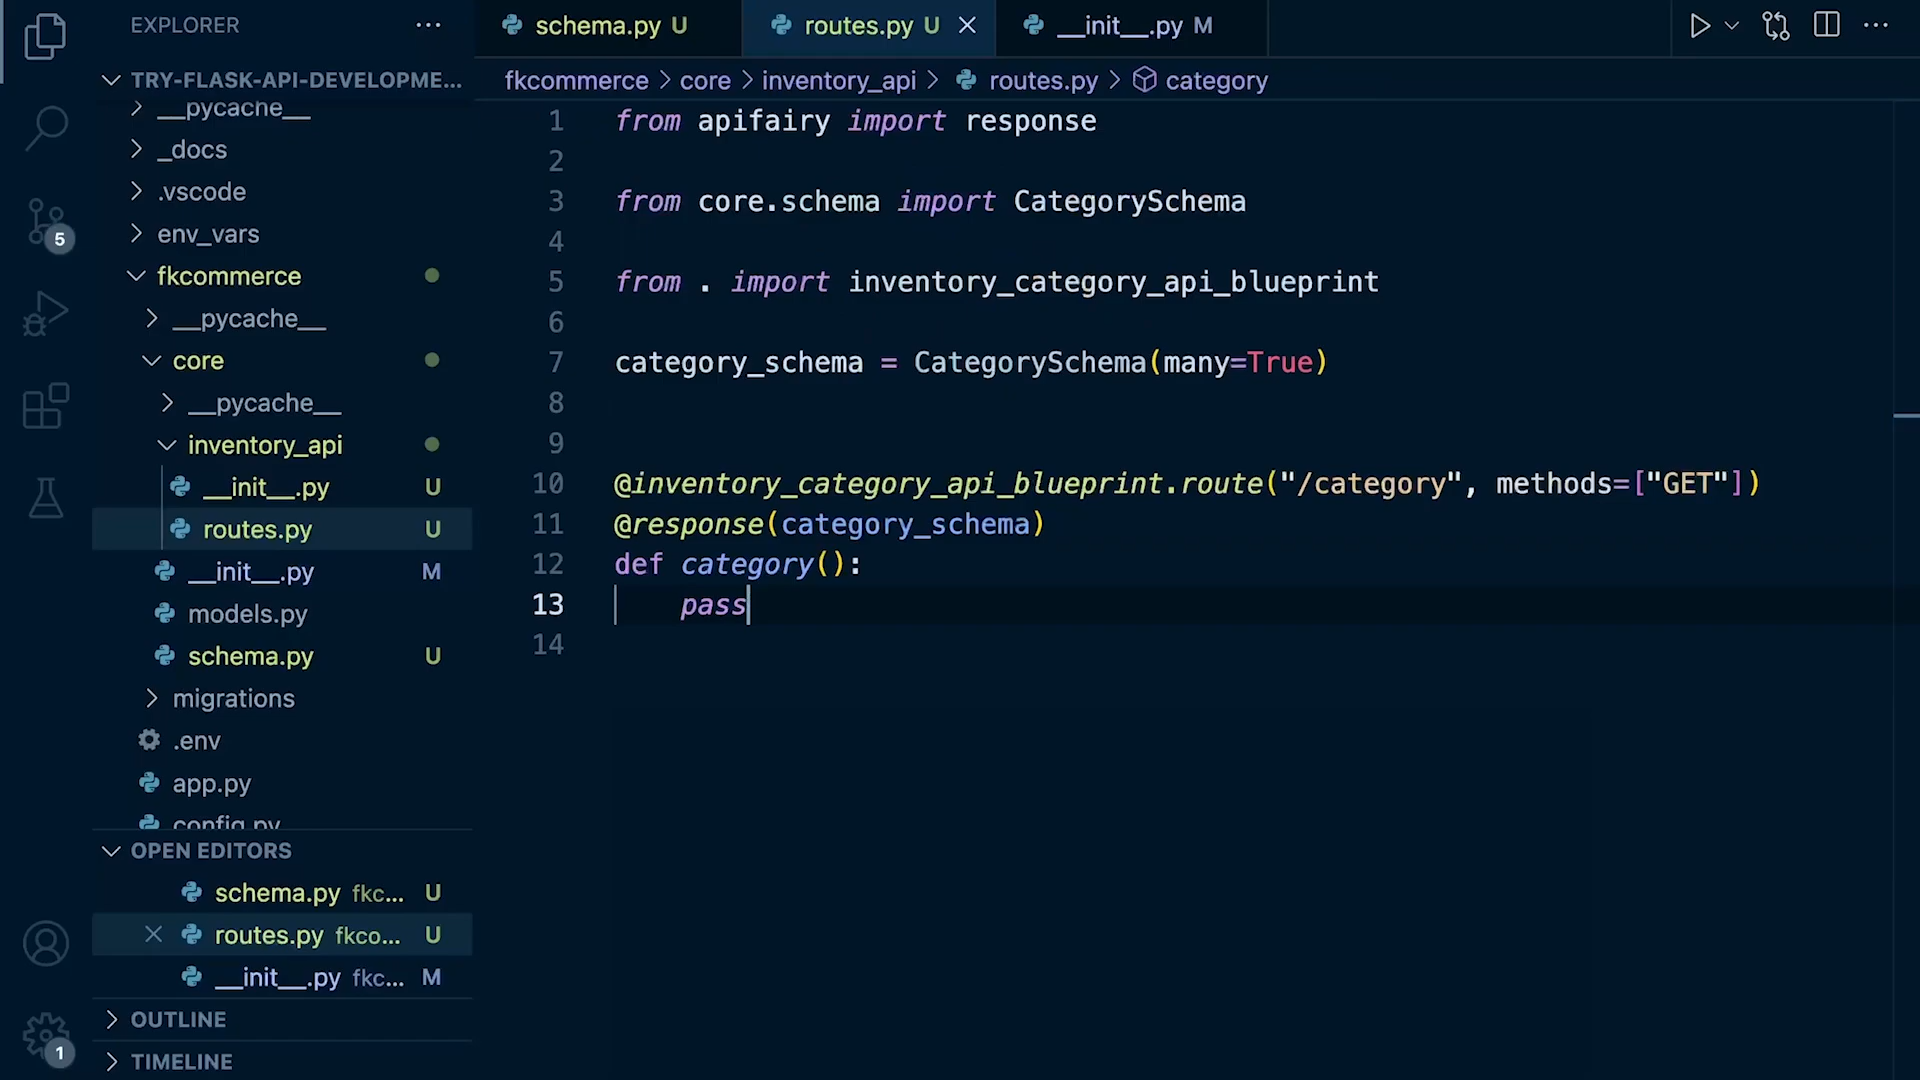 EXPLORER
TRY-FLASK-API-DEVELOPME...
__pycache__
_docs
.vscode
env_vars
fkcommerce
__pycache__
core
__pycache__
inventory_api
__init__.py U
routes.py U
__init__.py M
models.py
schema.py U
migrations
.env
app.py
config.py
OPEN EDITORS
schema.py fkc... U
routes.py fkco... U
__init__.py fkc... M
OUTLINE
TIMELINE
5
1
schema.py U
routes.py U
__init__.py M
fkcommerce > core > inventory_api > routes.py > category
1 from apifairy import response
2
3 from core.schema import CategorySchema
4
5 from . import inventory_category_api_blueprint
6
7 category_schema = CategorySchema(many=True)
8
9
10 @inventory_category_api_blueprint.route("/category", methods=["GET"])
11 @response(category_schema)
12 def category():
13 pass
14